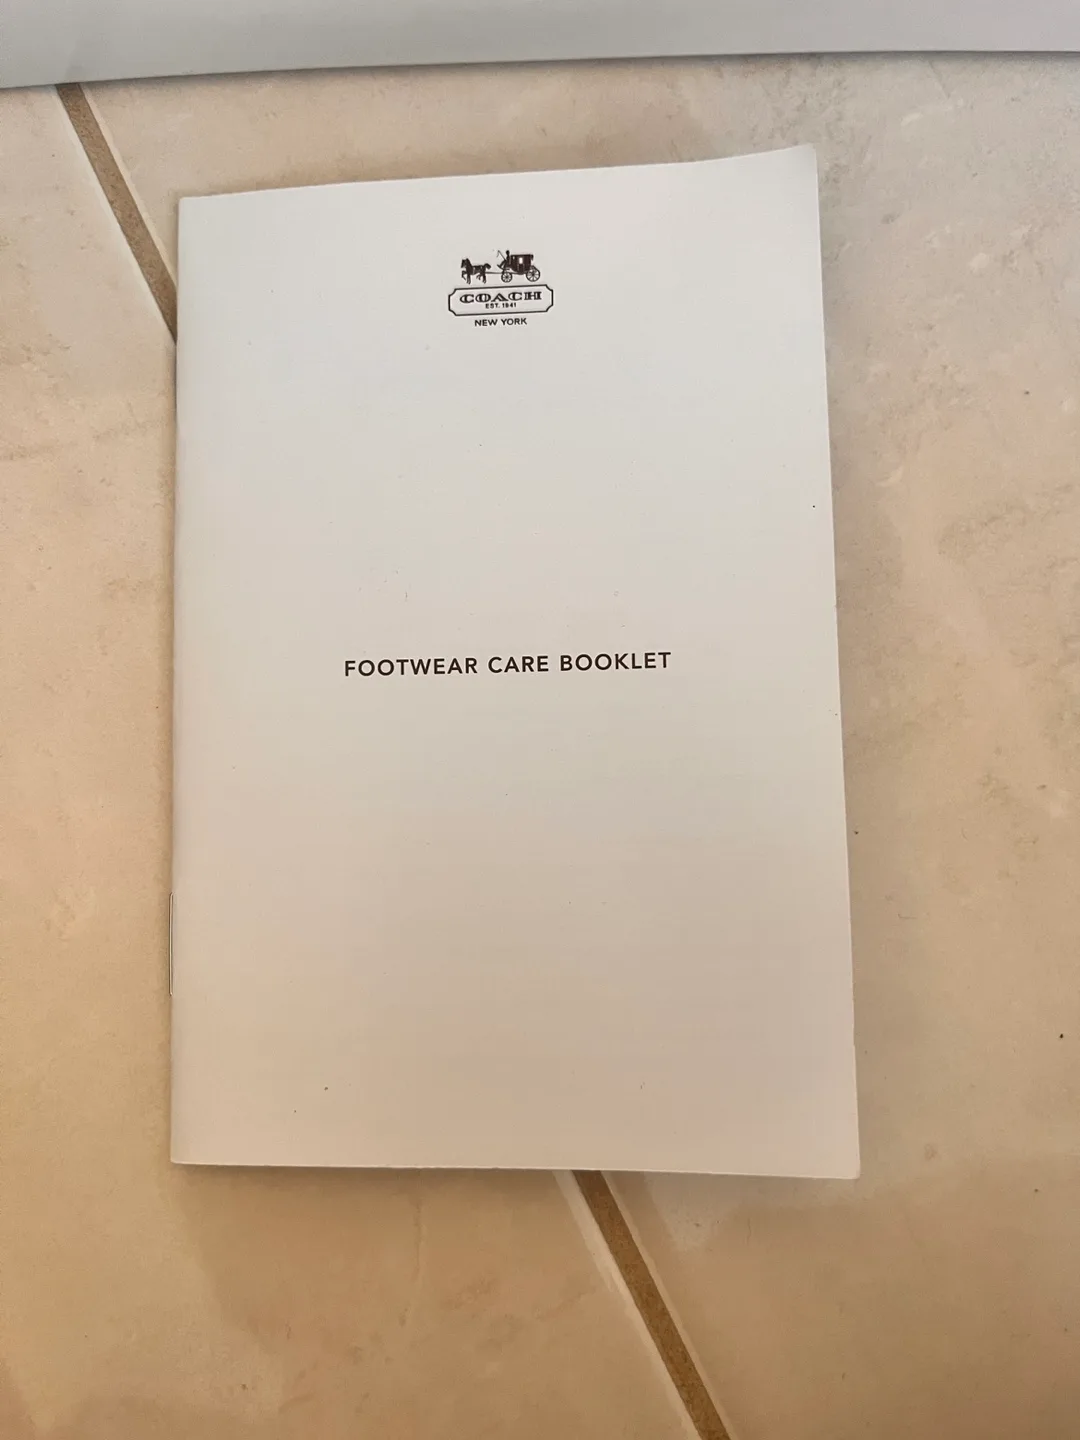 COACH
EST. 1941
NEW YORK
FOOTWEAR CARE BOOKLET